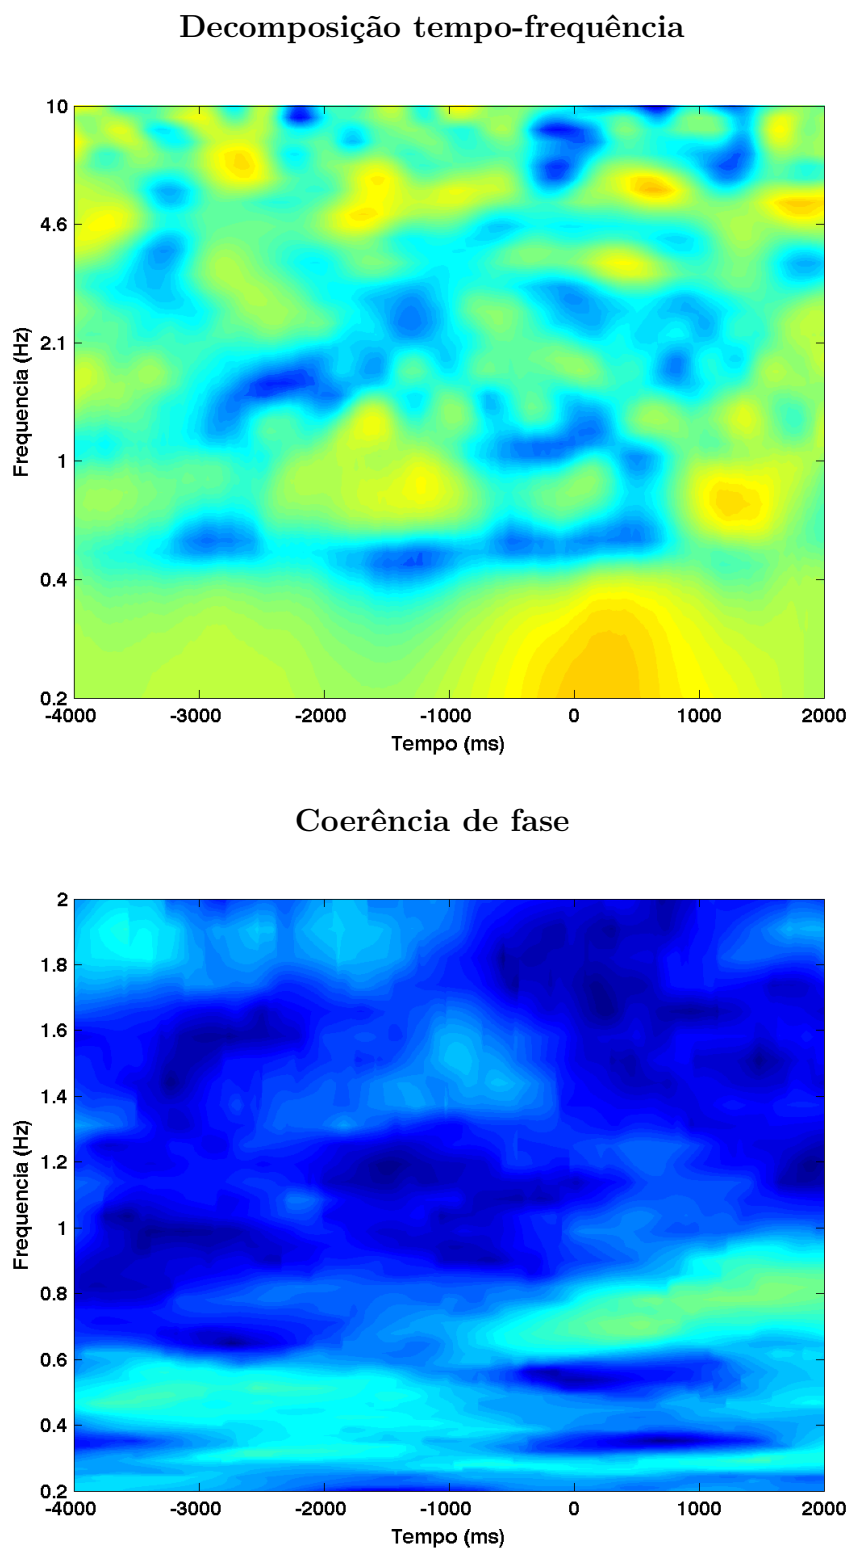 Decomposição tempo-frequência
10
4.6
2.1
1
0.4
0.2
Frequencia (Hz)
-4000 -3000 -2000 -1000 0 1000 2000
Tempo (ms)
Coerência de fase
2
1.8
1.6
1.4
1.2
1
0.8
0.6
0.4
0.2
Frequencia (Hz)
-4000 -3000 -2000 -1000 0 1000 2000
Tempo (ms)